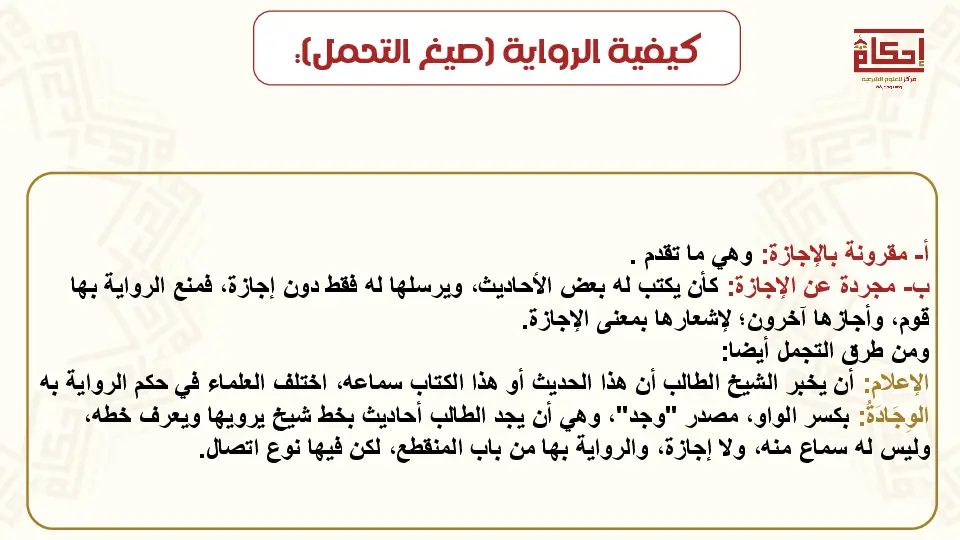 كيفية الرواية (صيغ التحمل):
إحكام
مركز للعلوم الشرعية
أ- مقرونة بالإجازة: وهي ما تقدم .
ب- مجردة عن الإجازة: كأن يكتب له بعض الأحاديث، ويرسلها له فقط دون إجازة، فمنع الرواية بها
قوم، وأجازها آخرون؛ لإشعارها بمعنى الإجازة.
ومن طرق التجمل أيضا:
الإعلام: أن يخبر الشيخ الطالب أن هذا الحديث أو هذا الكتاب سماعه، اختلف العلماء في حكم الرواية به
الوجَادةُ: بكسر الواو، مصدر "وجد"، وهي أن يجد الطالب أحاديث بخط شيخ يرويها ويعرف خطه،
وليس له سماع منه، ولا إجازة، والرواية بها من باب المنقطع، لكن فيها نوع اتصال.